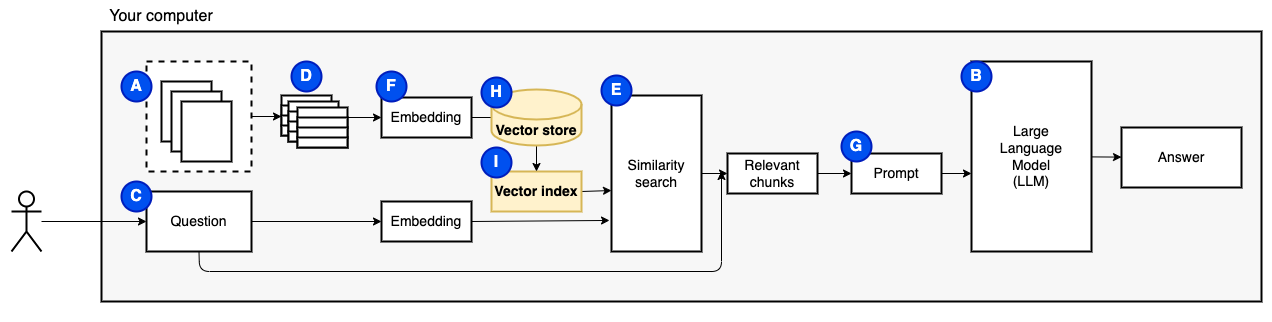 Your computer
A
D
F
Embedding
H
Vector store
I
Vector index
C
Question
Embedding
E
Similarity
search
Relevant
chunks
G
Prompt
B
Large
Language
Model
(LLM)
Answer